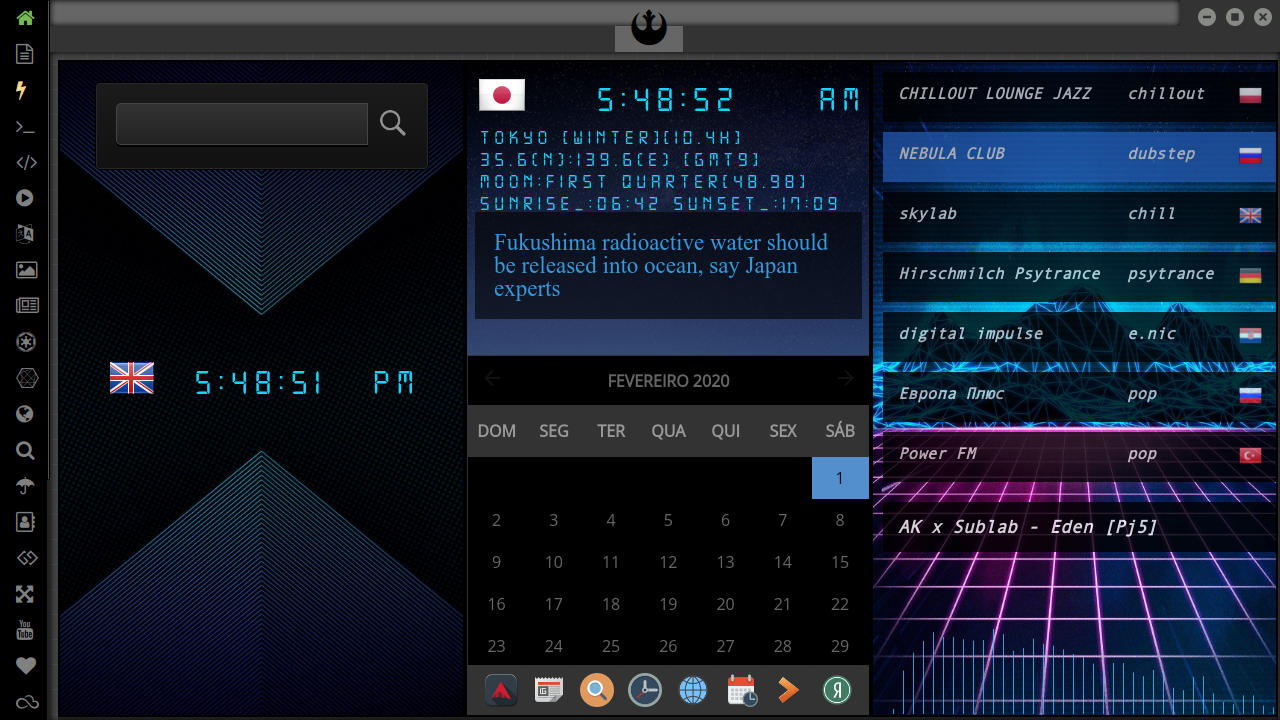 5:48:52 AM
TOKYO [WINTER][10.4H]
35.6(N):139.6(E) [GMT9]
MOON:FIRST QUARTER[48.98]
SUNRISE_:06:42 SUNSET_:17:09
Fukushima radioactive water should
be released into ocean, say Japan
experts
5:48:51 PM
FEVEREIRO 2020
DOM SEG TER QUA QUI SEX SÁB
1
2 3 4 5 6 7 8
9 10 11 12 13 14 15
16 17 18 19 20 21 22
23 24 25 26 27 28 29
CHILLOUT LOUNGE JAZZ chillout
NEBULA CLUB dubstep
skylab chill
Hirschmilch Psytrance psytrance
digital impulse e.nic
Европа Плюс pop
Power FM pop
AK x Sublab - Eden [Pj5]
You
Tube
Я